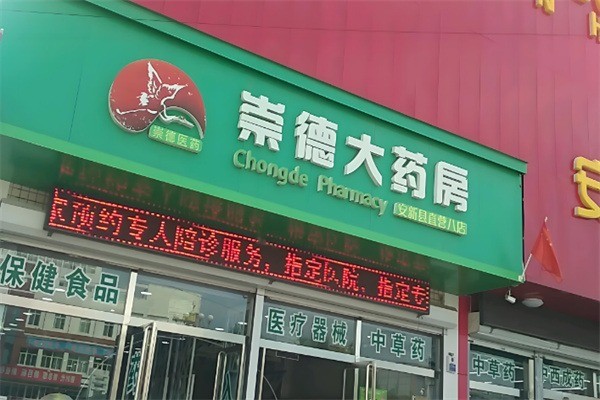 崇德大药房
崇德医药
Chongde Pharmacy
安新县直营八店
预约专人陪诊服务，指定医院，指定专
保健食品
医疗器械
中草药
中草药
中西成药
安